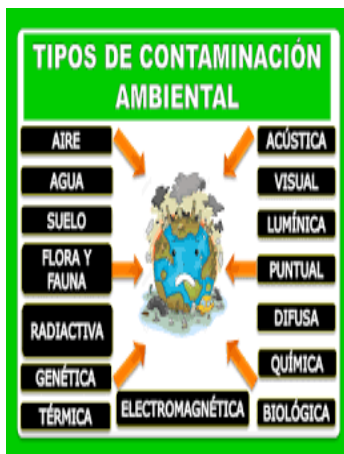 TIPOS DE CONTAMINACIÓN
AMBIENTAL
AIRE
AGUA
SUELO
FLORA Y
FAUNA
RADIACTIVA
GENÉTICA
TÉRMICA
ELECTROMAGNÉTICA
ACÚSTICA
VISUAL
LUMÍNICA
PUNTUAL
DIFUSA
QUÍMICA
BIOLÓGICA